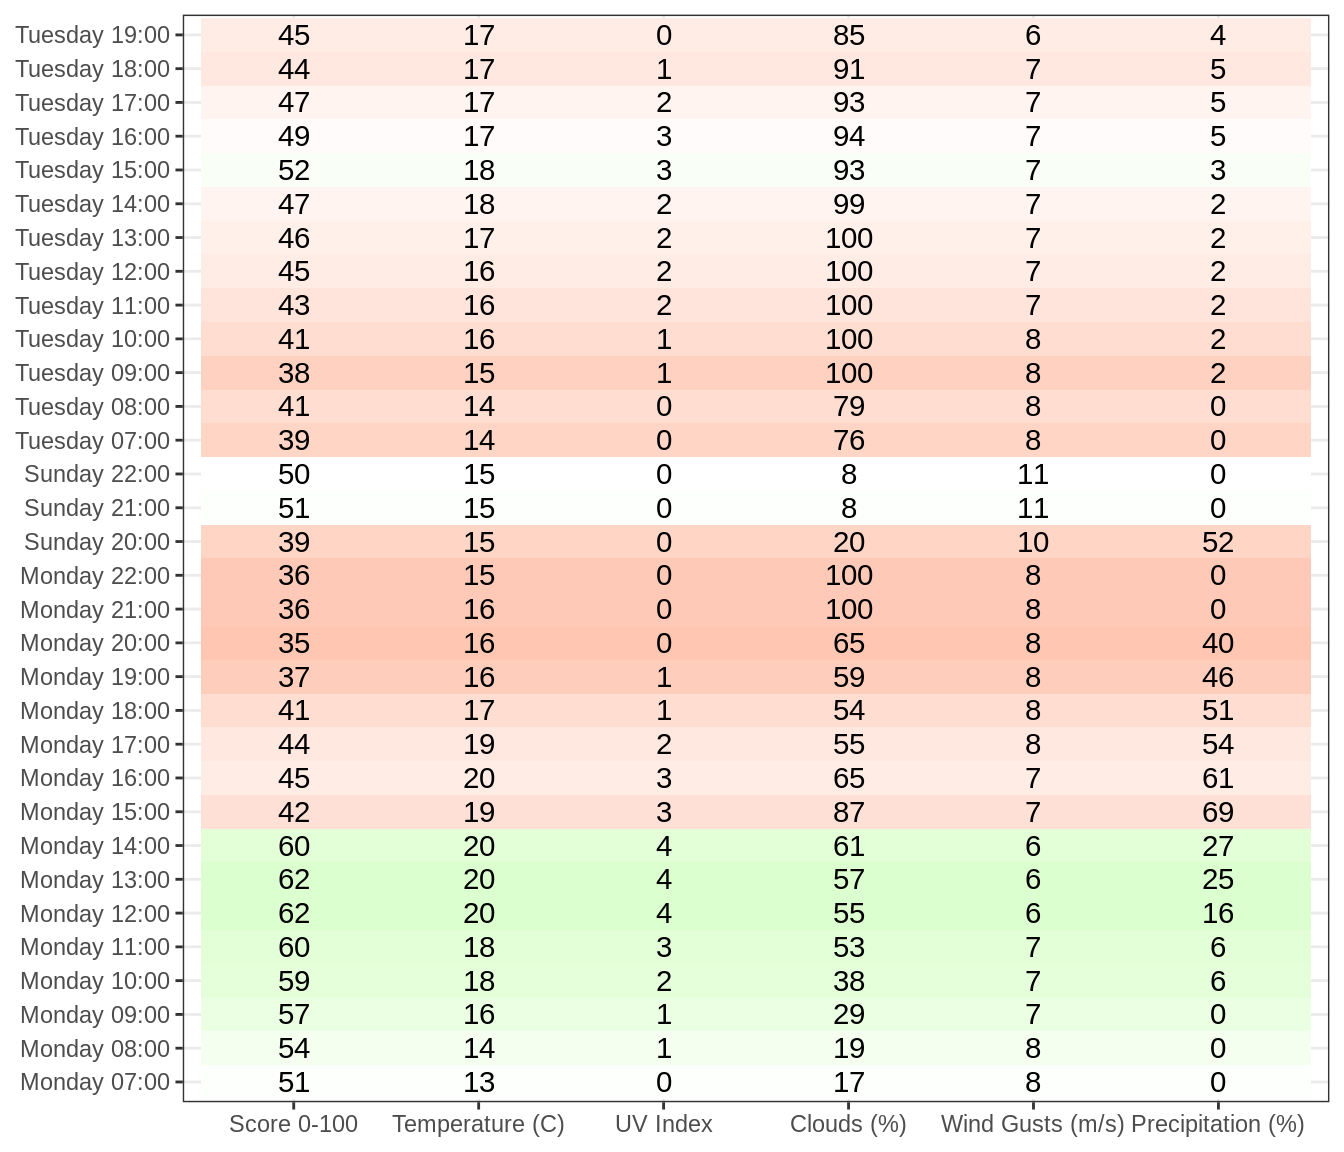 Tuesday 19:00 45 17 0 85 6 4
Tuesday 18:00 44 17 1 91 7 5
Tuesday 17:00 47 17 2 93 7 5
Tuesday 16:00 49 17 3 94 7 5
Tuesday 15:00 52 18 3 93 7 3
Tuesday 14:00 47 18 2 99 7 2
Tuesday 13:00 46 17 2 100 7 2
Tuesday 12:00 45 16 2 100 7 2
Tuesday 11:00 43 16 2 100 7 2
Tuesday 10:00 41 16 1 100 8 2
Tuesday 09:00 38 15 1 100 8 2
Tuesday 08:00 41 14 0 79 8 0
Tuesday 07:00 39 14 0 76 8 0
Sunday 22:00 50 15 0 8 11 0
Sunday 21:00 51 15 0 8 11 0
Sunday 20:00 39 15 0 20 10 52
Monday 22:00 36 15 0 100 8 0
Monday 21:00 36 16 0 100 8 0
Monday 20:00 35 16 0 65 8 40
Monday 19:00 37 16 1 59 8 46
Monday 18:00 41 17 1 54 8 51
Monday 17:00 44 19 2 55 8 54
Monday 16:00 45 20 3 65 7 61
Monday 15:00 42 19 3 87 7 69
Monday 14:00 60 20 4 61 6 27
Monday 13:00 62 20 4 57 6 25
Monday 12:00 62 20 4 55 6 16
Monday 11:00 60 18 3 53 7 6
Monday 10:00 59 18 2 38 7 6
Monday 09:00 57 16 1 29 7 0
Monday 08:00 54 14 1 19 8 0
Monday 07:00 51 13 0 17 8 0
Score 0-100 Temperature (C) UV Index Clouds (%) Wind Gusts (m/s) Precipitation (%)